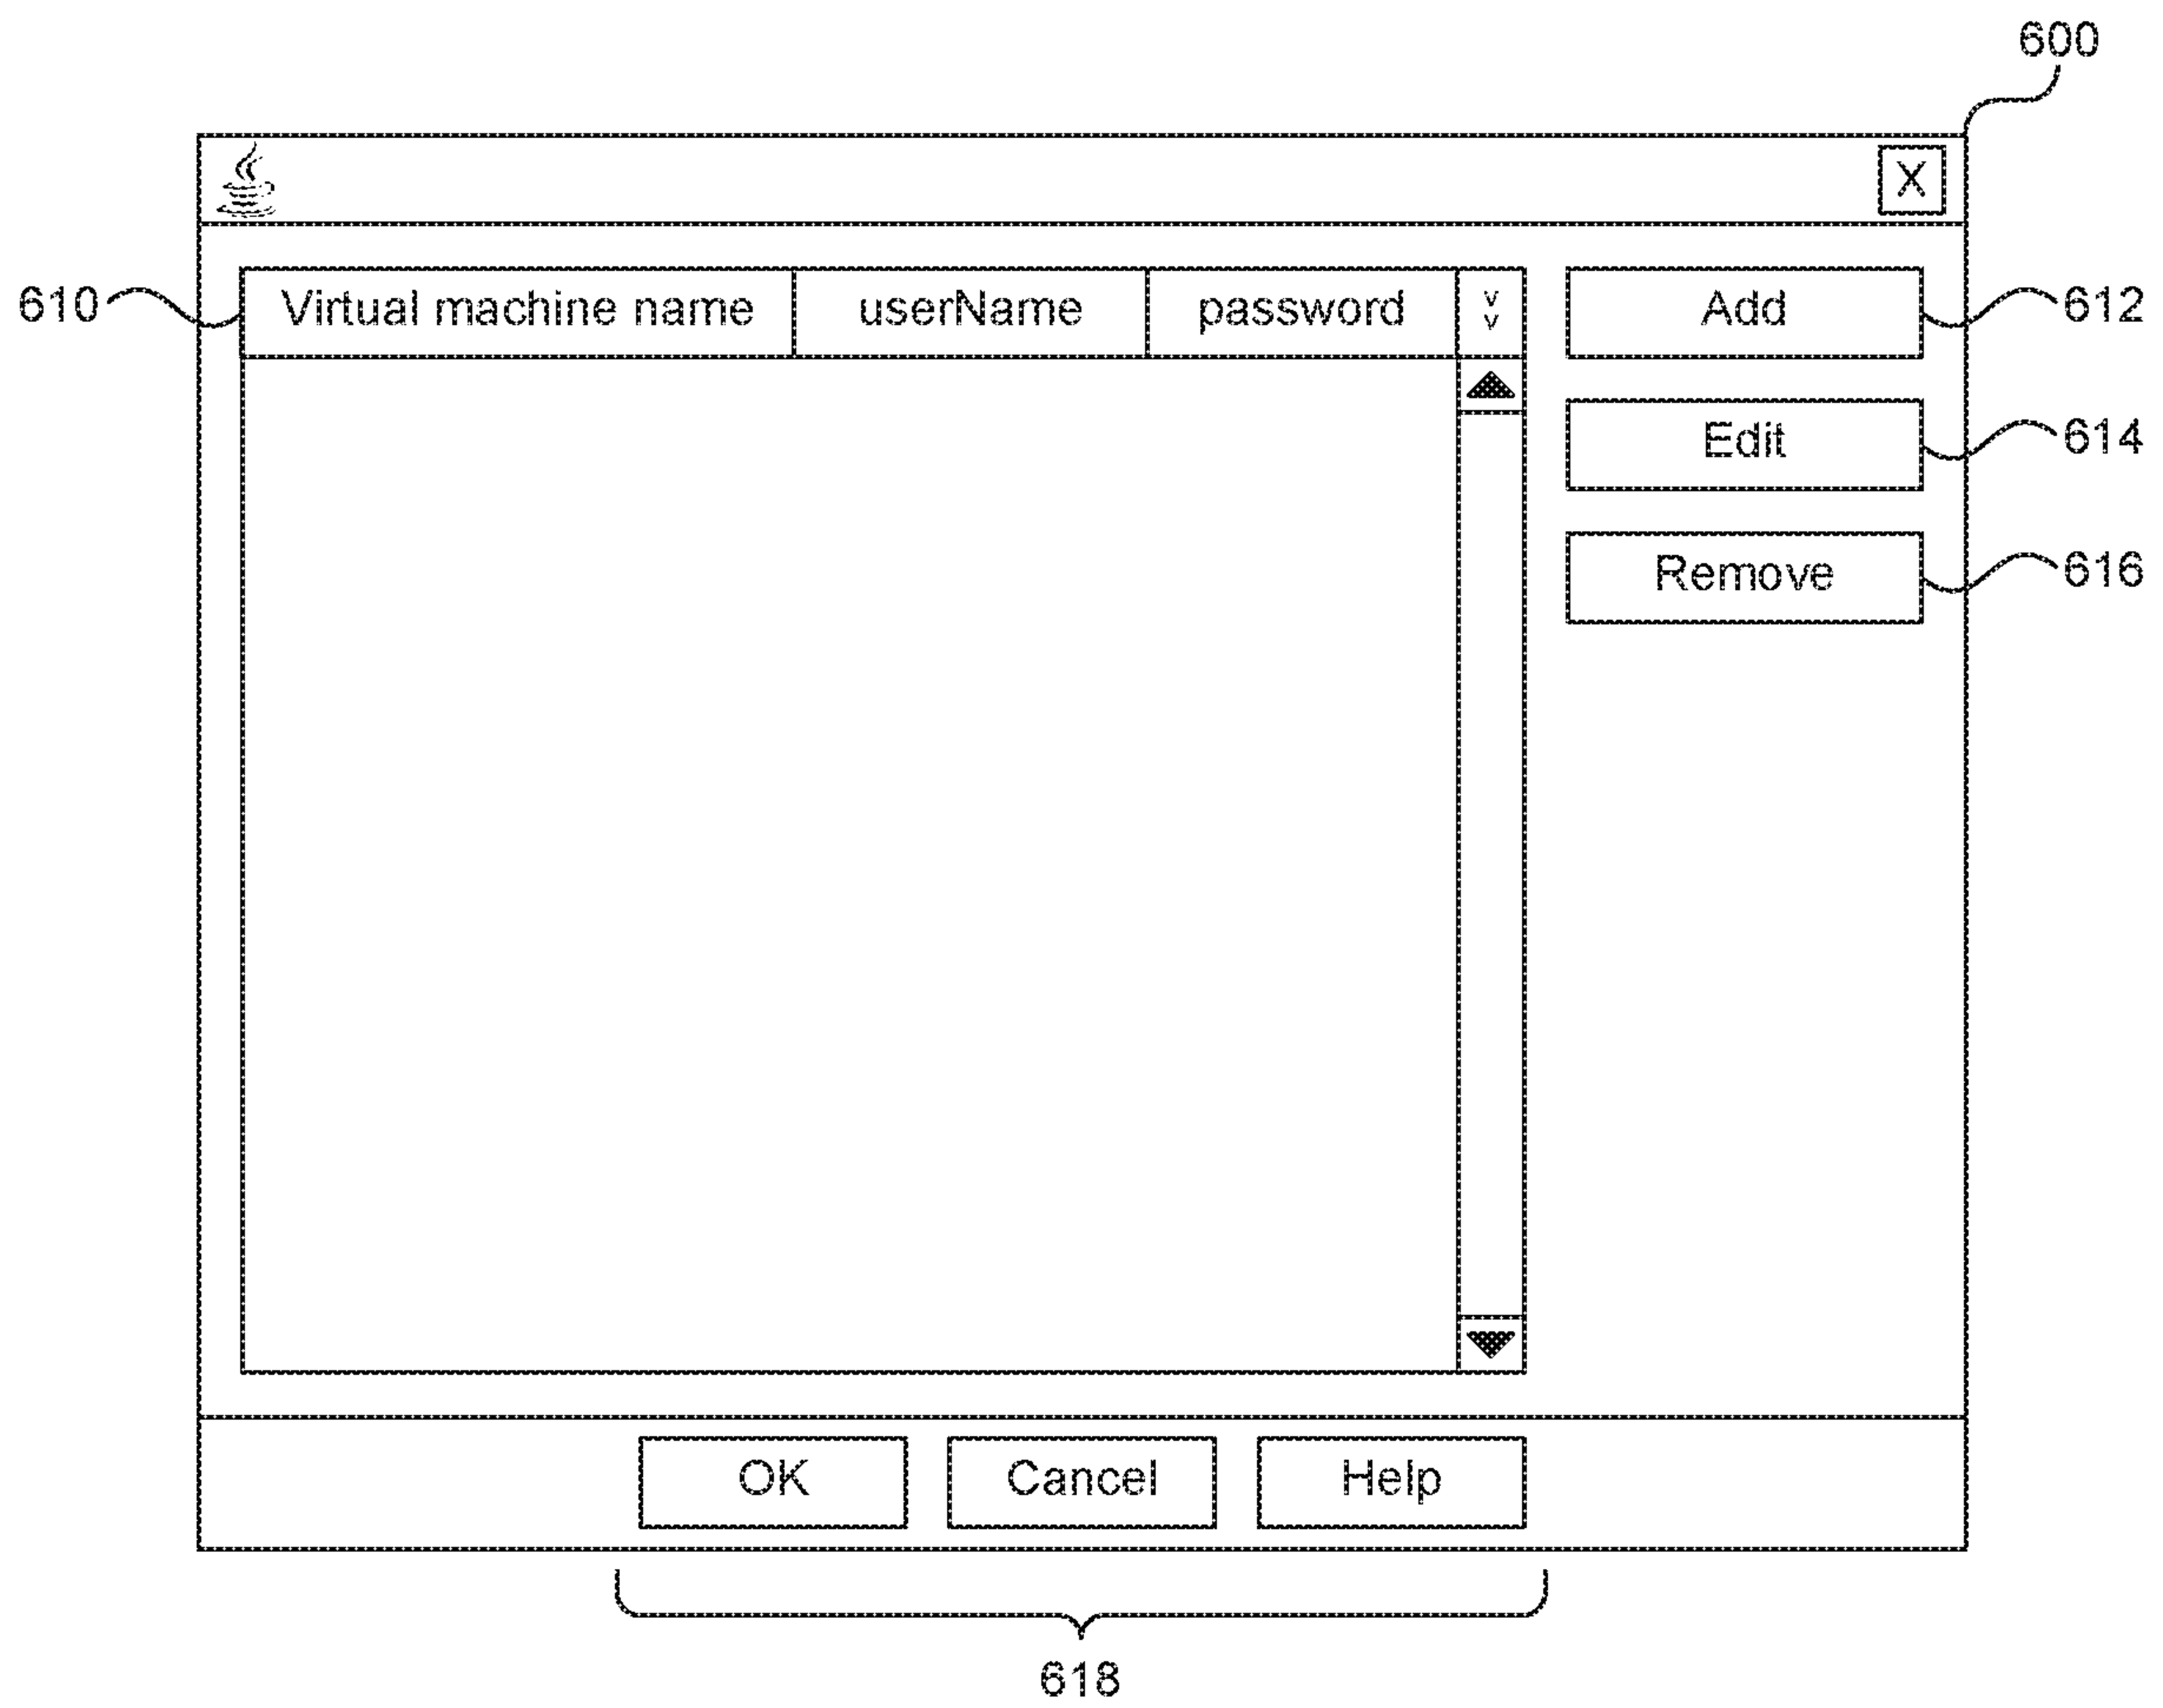 600
X
610
Virtual machine name
userName
password
Add
612
Edit
614
Remove
616
OK
Cancel
Help
618